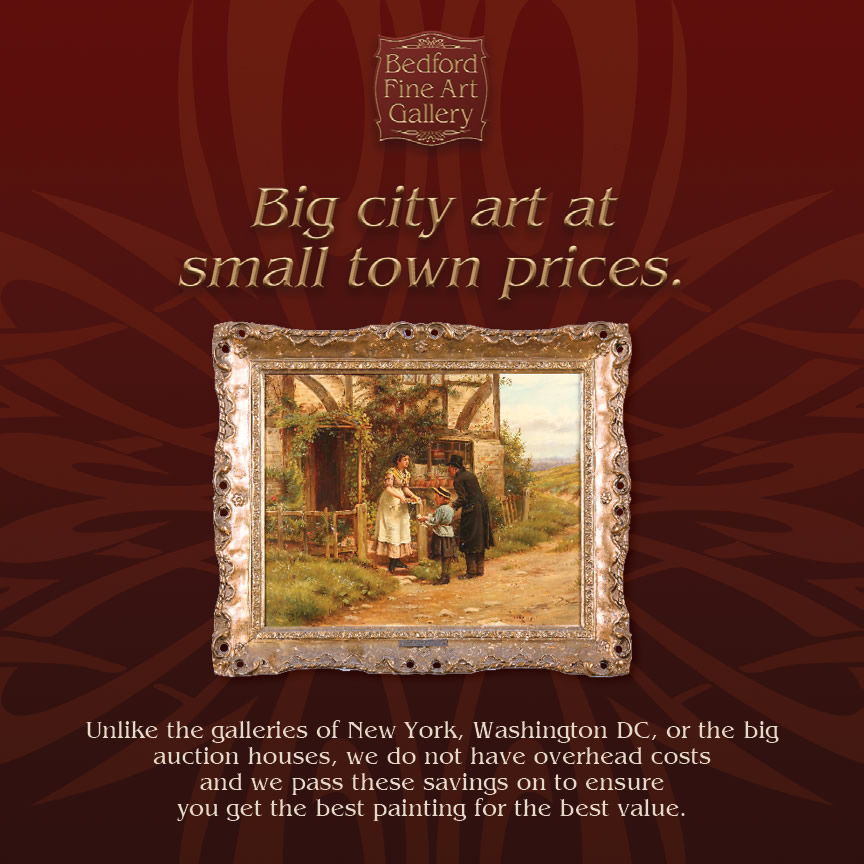 Bedford
Fine Art
Gallery
Big city art at
small town prices.
Unlike the galleries of New York, Washington DC, or the big
auction houses, we do not have overhead costs
and we pass these savings on to ensure
you get the best painting for the best value.